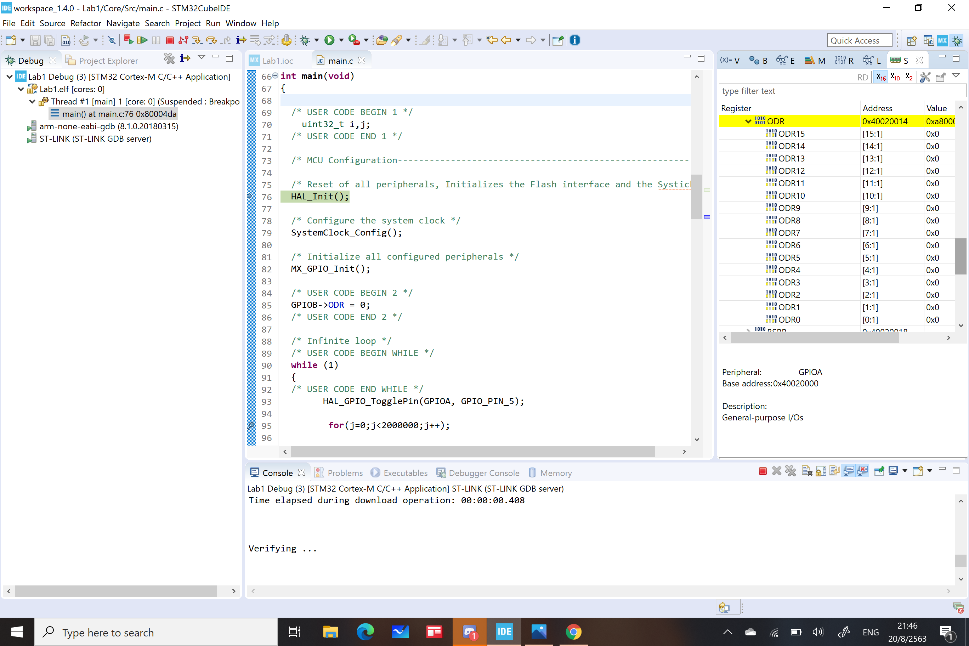 workspace_1.4.0 - Lab1/Core/Src/main.c - STM32CubeIDE
File Edit Source Refactor Navigate Search Project Run Window Help
Quick Access
Debug
Project Explorer
Lab1 Debug (3) [STM32 Cortex-M C/C++ Application]
Lab1.elf [cores: 0]
Thread #1 [main] 1 [core: 0] (Suspended : Breakpo
main() at main.c:76 0x80004da
arm-none-eabi-gdb (8.1.0.20180315)
ST-LINK (ST-LINK GDB server)
Lab1.ioc
main.c
66 int main(void)
67 {
68
69 /* USER CODE BEGIN 1 */
70 uint32_t i,j;
71 /* USER CODE END 1 */
72
73 /* MCU Configuration--------------------------------------------------------
74
75 /* Reset of all peripherals, Initializes the Flash interface and the Systic
76 HAL_Init();
77
78 /* Configure the system clock */
79 SystemClock_Config();
80
81 /* Initialize all configured peripherals */
82 MX_GPIO_Init();
83
84 /* USER CODE BEGIN 2 */
85 GPIOB->ODR = 0;
86 /* USER CODE END 2 */
87
88 /* Infinite loop */
89 /* USER CODE BEGIN WHILE */
90 while (1)
91 {
92 /* USER CODE END WHILE */
93 HAL_GPIO_TogglePin(GPIOA, GPIO_PIN_5);
94
95 for(j=0;j<2000000;j++);
96
(x)= V
B
E
M
R
L
S
RD X16 X10 X2
type filter text
Register Address Value
ODR 0x40020014 0xa800
ODR15 [15:1] 0x0
ODR14 [14:1] 0x0
ODR13 [13:1] 0x0
ODR12 [12:1] 0x0
ODR11 [11:1] 0x0
ODR10 [10:1] 0x0
ODR9 [9:1] 0x0
ODR8 [8:1] 0x0
ODR7 [7:1] 0x0
ODR6 [6:1] 0x0
ODR5 [5:1] 0x0
ODR4 [4:1] 0x0
ODR3 [3:1] 0x0
ODR2 [2:1] 0x0
ODR1 [1:1] 0x0
ODR0 [0:1] 0x0
Peripheral: GPIOA
Base address:0x40020000
Description:
General-purpose I/Os
Console
Problems
Executables
Debugger Console
Memory
Lab1 Debug (3) [STM32 Cortex-M C/C++ Application] ST-LINK (ST-LINK GDB server)
Time elapsed during download operation: 00:00:00.408
Verifying ...
Type here to search
IDE
ENG
21:46
20/8/2563
1